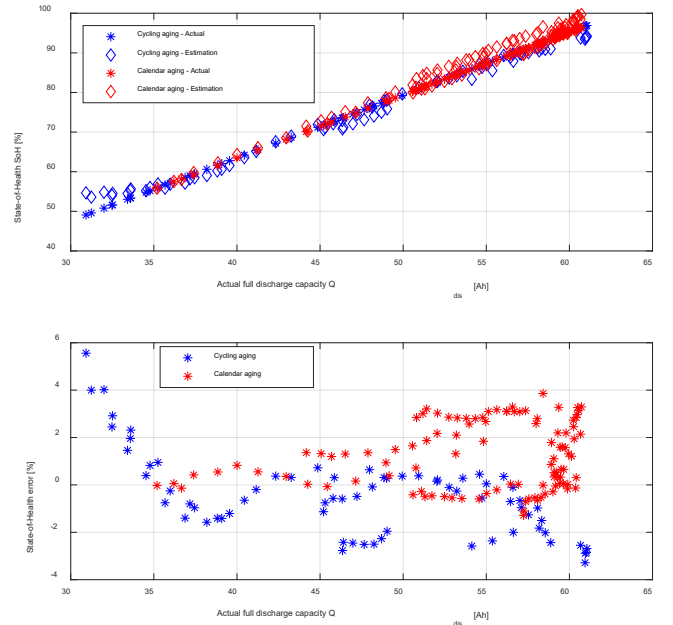 100
90
80
70
60
50
40
State-of-Health SoH [%]
Cycling aging - Actual
Cycling aging - Estimation
Calendar aging - Actual
Calendar aging - Estimation
30 35 40 45 50 55 60 65
Actual full discharge capacity Q dis [Ah]
6
4
2
0
-2
-4
State-of-Health error [%]
Cycling aging
Calendar aging
30 35 40 45 50 55 60 65
Actual full discharge capacity Q dis [Ah]